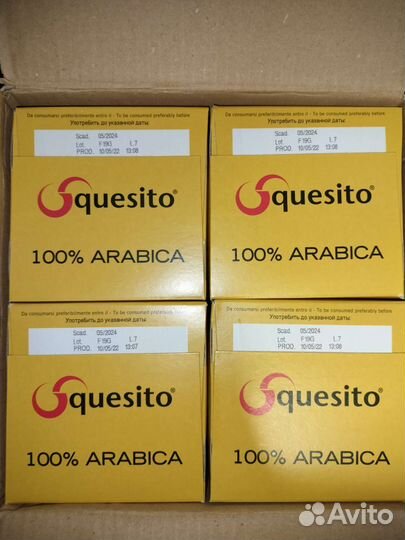 Da consumarsi preferibilmente entro il - To be consumed preferably before
Употребить до указанной даты:
Scad. 05/2024
Lot. F19G L.7
PROD. 10/05/22 13:08
Squesito®
100% ARABICA
Da consumarsi preferibilmente entro il - To be consumed preferably before
Употребить до указанной даты:
Scad. 05/2024
Lot. F19G L.7
PROD. 10/05/22 13:08
Squesito®
100% ARABICA
Da consumarsi preferibilmente entro il - To be consumed preferably before
Употребить до указанной даты:
Scad. 05/2024
Lot. F19G L.7
PROD. 10/05/22 13:07
Squesito®
100% ARABICA
Da consumarsi preferibilmente entro il - To be consumed preferably before
Употребить до указанной даты:
Scad. 05/2024
Lot. F19G L.7
PROD. 10/05/22 13:08
Squesito®
100% ARABICA
Avito